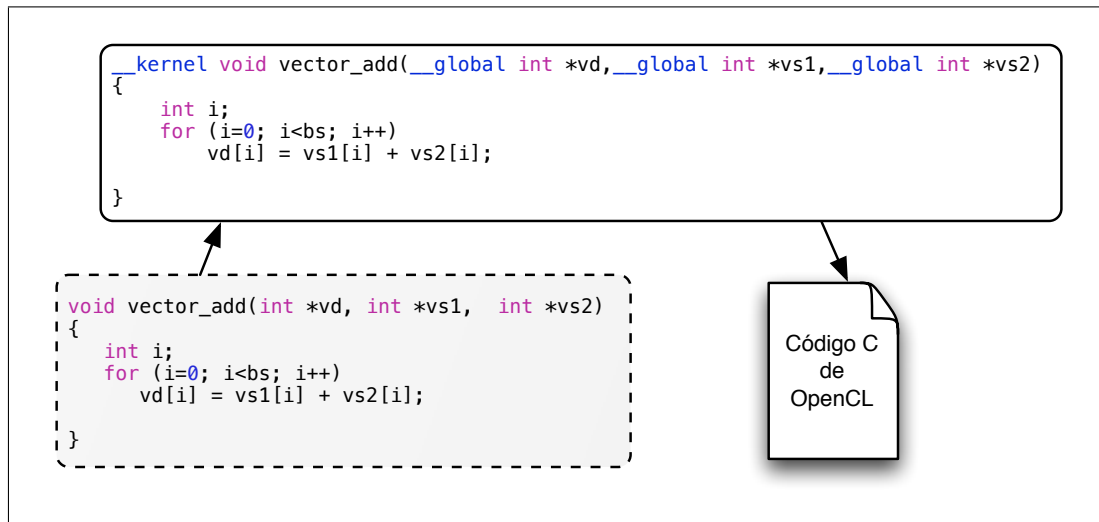 __kernel void vector_add(__global int *vd,__global int *vs1,__global int *vs2)
{
    int i;
    for (i=0; i<bs; i++)
        vd[i] = vs1[i] + vs2[i];
}
void vector_add(int *vd, int *vs1,  int *vs2)
{
   int i;
   for (i=0; i<bs; i++)
      vd[i] = vs1[i] + vs2[i];
}
Código C
de
OpenCL